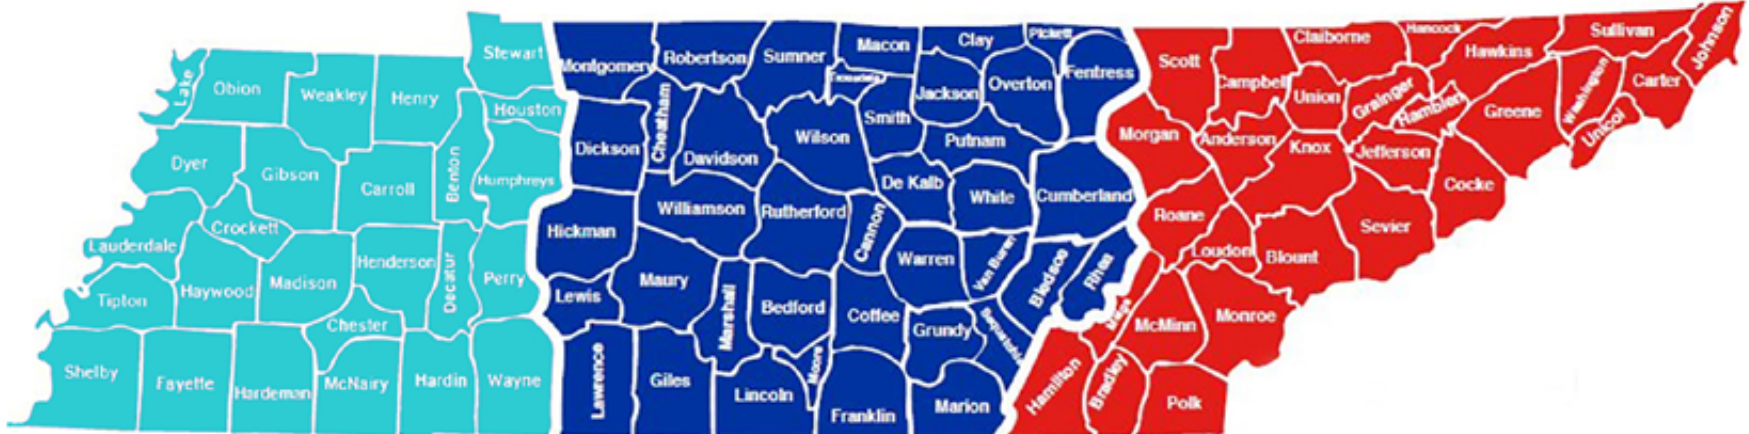 Lake
Obion
Weakley
Henry
Stewart
Houston
Dyer
Gibson
Carroll
Benton
Humphreys
Crockett
Lauderdale
Haywood
Madison
Henderson
Decatur
Perry
Tipton
Chester
Shelby
Fayette
Hardeman
McNairy
Hardin
Wayne
Montgomery
Robertson
Sumner
Macon
Clay
Pickett
Trousdale
Jackson
Overton
Fentress
Dickson
Cheatham
Davidson
Wilson
Smith
Putnam
De Kalb
White
Cumberland
Hickman
Williamson
Rutherford
Cannon
Warren
Van Buren
Bledsoe
Rhea
Lewis
Maury
Marshall
Bedford
Coffee
Grundy
Sequatchie
Lawrence
Giles
Lincoln
Moore
Franklin
Marion
Scott
Campbell
Claiborne
Hancock
Hawkins
Sullivan
Johnson
Union
Grainger
Hamblen
Greene
Washington
Carter
Unicoi
Morgan
Anderson
Knox
Jefferson
Cocke
Roane
Loudon
Blount
Sevier
Meigs
McMinn
Monroe
Hamilton
Bradley
Polk